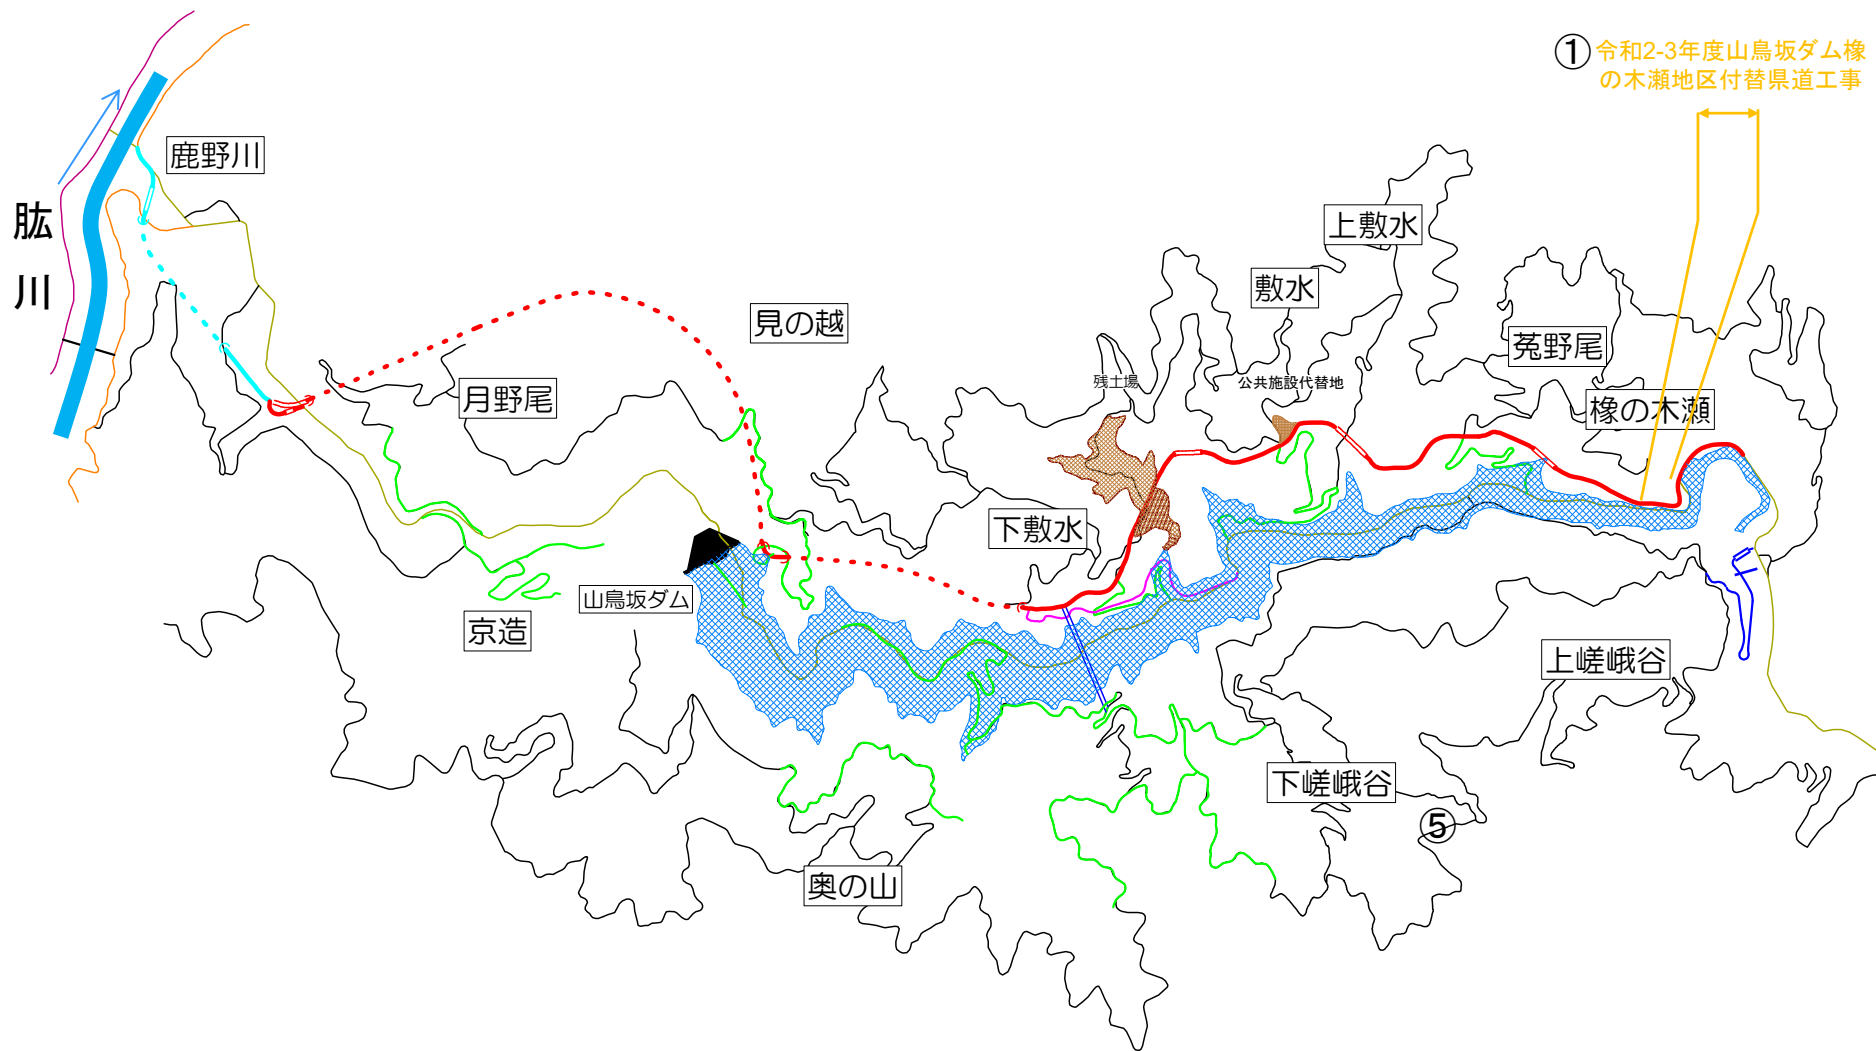 ① 令和2-3年度山鳥坂ダム橡
の木瀬地区付替県道工事
鹿野川
肱川
上敷水
敷水
見の越
菟野尾
残土場
公共施設代替地
月野尾
橡の木瀬
下敷水
山鳥坂ダム
京造
上嵯峨谷
下嵯峨谷
⑤
奥の山